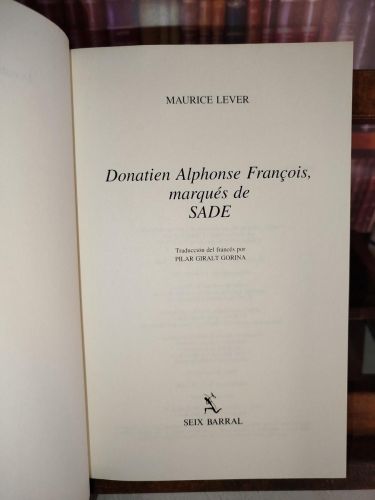 MAURICE LEVER
Donatien Alphonse François,
marqués de
SADE
Traducción del francés por
PILAR GIRALT GORINA
SEIX BARRAL